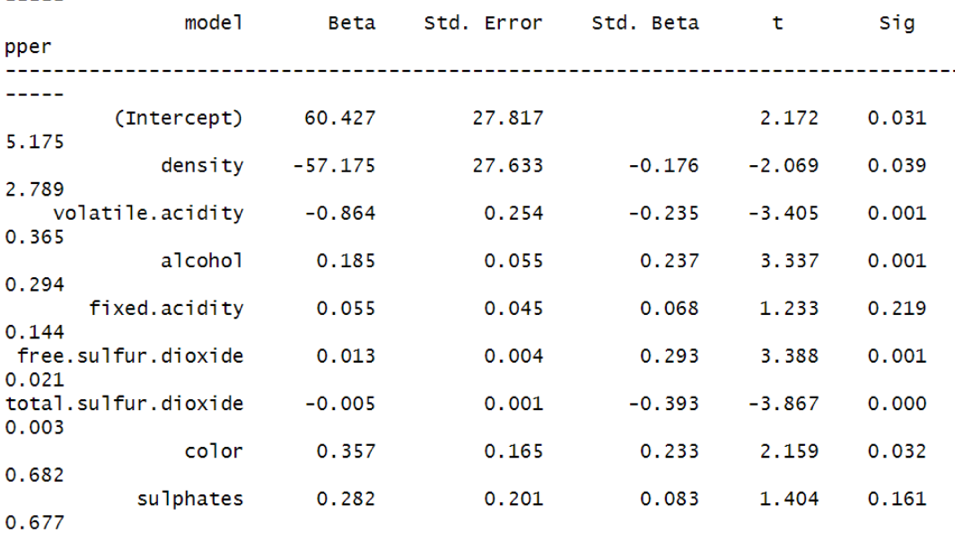 -----
model Beta Std. Error Std. Beta t Sig
pper
-------------------------------------------------------------------------------
-----
(Intercept) 60.427 27.817 2.172 0.031
5.175
density -57.175 27.633 -0.176 -2.069 0.039
2.789
volatile.acidity -0.864 0.254 -0.235 -3.405 0.001
0.365
alcohol 0.185 0.055 0.237 3.337 0.001
0.294
fixed.acidity 0.055 0.045 0.068 1.233 0.219
0.144
free.sulfur.dioxide 0.013 0.004 0.293 3.388 0.001
0.021
total.sulfur.dioxide -0.005 0.001 -0.393 -3.867 0.000
0.003
color 0.357 0.165 0.233 2.159 0.032
0.682
sulphates 0.282 0.201 0.083 1.404 0.161
0.677